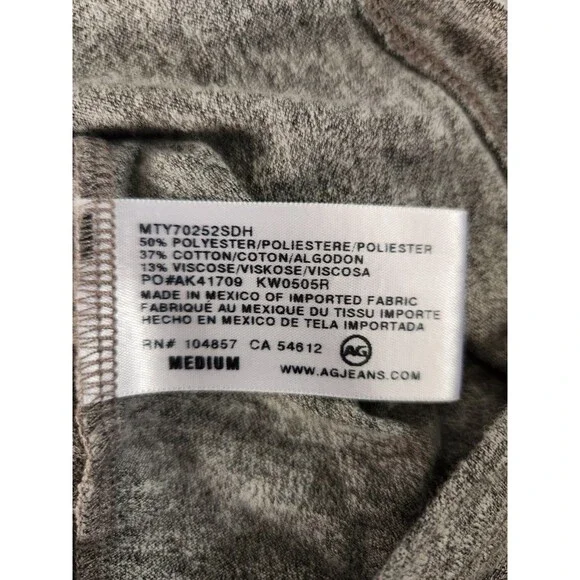 MTY70252SDH
50% POLYESTER/POLIESTERE/POLIESTER
37% COTTON/COTON/ALGODON
13% VISCOSE/VISKOSE/VISCOSA
PO#AK41709 KW0505R
MADE IN MEXICO OF IMPORTED FABRIC
FABRIQUÉ AU MEXIQUE DU TISSU IMPORTE
HECHO EN MEXICO DE TELA IMPORTADA
RN# 104857 CA 54612 AG
MEDIUM
WWW.AGJEANS.COM